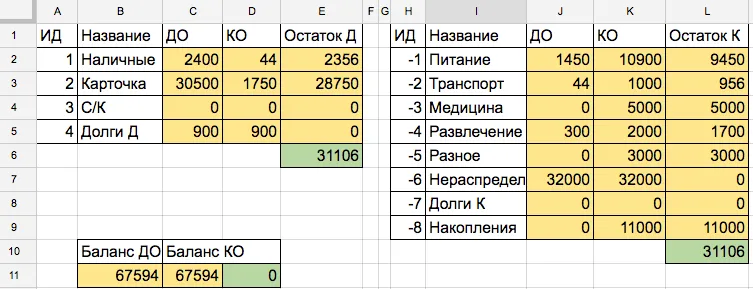 A B C D E F G H I J K L
1 ИД Название ДО КО Остаток Д ИД Название ДО КО Остаток К
2 1 Наличные 2400 44 2356 -1 Питание 1450 10900 9450
3 2 Карточка 30500 1750 28750 -2 Транспорт 44 1000 956
4 3 С/К 0 0 0 -3 Медицина 0 5000 5000
5 4 Долги Д 900 900 0 -4 Развлечение 300 2000 1700
6 31106 -5 Разное 0 3000 3000
7 -6 Нераспредел 32000 32000 0
8 -7 Долги К 0 0 0
9 -8 Накопления 0 11000 11000
10 Баланс ДО Баланс КО 31106
11 67594 67594 0